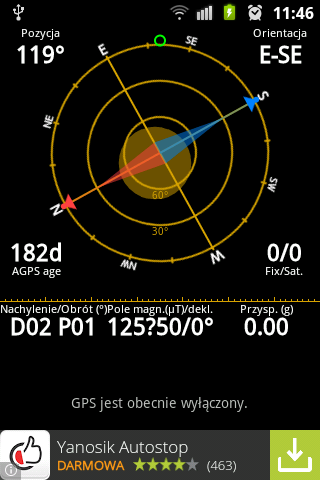 11:46
Pozycja
119°
Orientacja
E-SE
E
SE
S
NE
SW
N
NW
W
60°
30°
182d
AGPS age
0/0
Fix/Sat.
Nachylenie/Obrót (°) Pole magn.(µT)/dekl. Przysp. (g)
D02 P01 125?50/0° 0.00
GPS jest obecnie wyłączony.
Yanosik Autostop
DARMOWA (463)